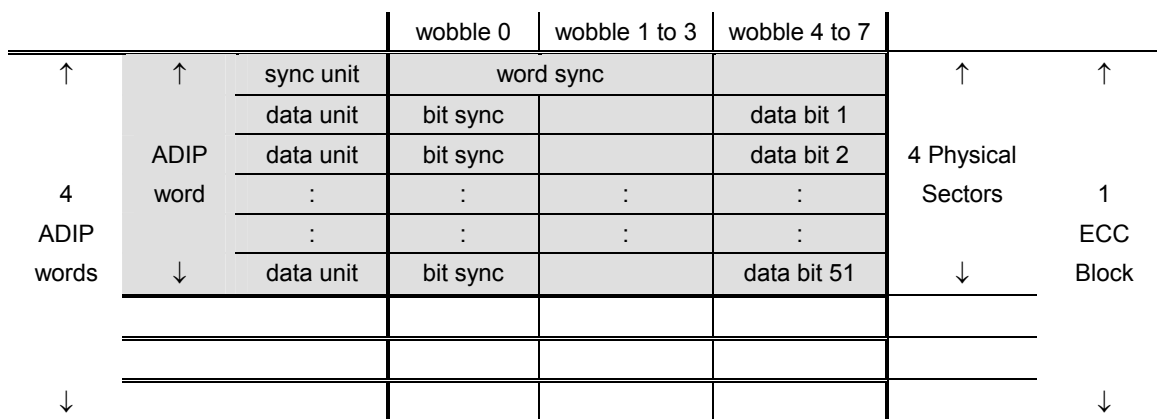 wobble 0 wobble 1 to 3 wobble 4 to 7
↑ ↑ sync unit word sync ↑ ↑
data unit bit sync data bit 1
ADIP data unit bit sync data bit 2 4 Physical
4 word : : : : Sectors 1
ADIP : : : : ECC
words ↓ data unit bit sync data bit 51 ↓ Block
↓ ↓